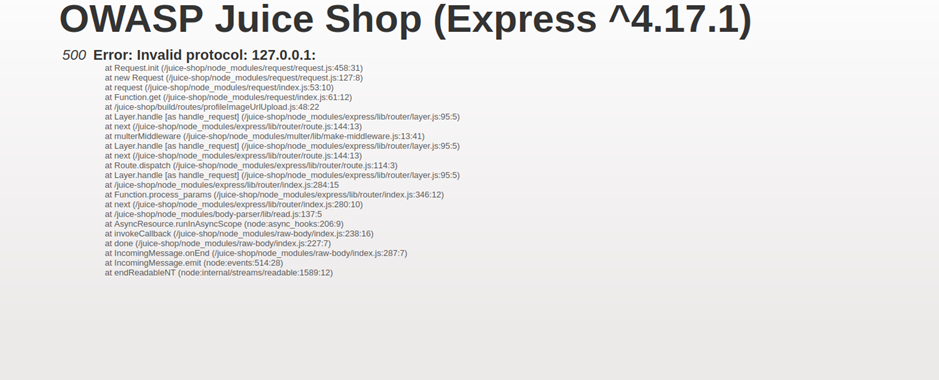 OWASP Juice Shop (Express ^4.17.1)
500 Error: Invalid protocol: 127.0.0.1:
at Request.init (/juice-shop/node_modules/request/request.js:458:31)
at new Request (/juice-shop/node_modules/request/request.js:127:8)
at request (/juice-shop/node_modules/request/index.js:53:10)
at Function.get (/juice-shop/node_modules/request/index.js:61:12)
at /juice-shop/build/routes/profileImageUrlUpload.js:48:22
at Layer.handle [as handle_request] (/juice-shop/node_modules/express/lib/router/layer.js:95:5)
at next (/juice-shop/node_modules/express/lib/router/route.js:144:13)
at multerMiddleware (/juice-shop/node_modules/multer/lib/make-middleware.js:13:41)
at Layer.handle [as handle_request] (/juice-shop/node_modules/express/lib/router/layer.js:95:5)
at next (/juice-shop/node_modules/express/lib/router/route.js:144:13)
at Route.dispatch (/juice-shop/node_modules/express/lib/router/route.js:114:3)
at Layer.handle [as handle_request] (/juice-shop/node_modules/express/lib/router/layer.js:95:5)
at /juice-shop/node_modules/express/lib/router/index.js:284:15
at Function.process_params (/juice-shop/node_modules/express/lib/router/index.js:346:12)
at next (/juice-shop/node_modules/express/lib/router/index.js:280:10)
at /juice-shop/node_modules/body-parser/lib/read.js:137:5
at AsyncResource.runInAsyncScope (node:async_hooks:206:9)
at invokeCallback (/juice-shop/node_modules/raw-body/index.js:238:16)
at done (/juice-shop/node_modules/raw-body/index.js:227:7)
at IncomingMessage.onEnd (/juice-shop/node_modules/raw-body/index.js:287:7)
at IncomingMessage.emit (node:events:514:28)
at endReadableNT (node:internal/streams/readable:1589:12)